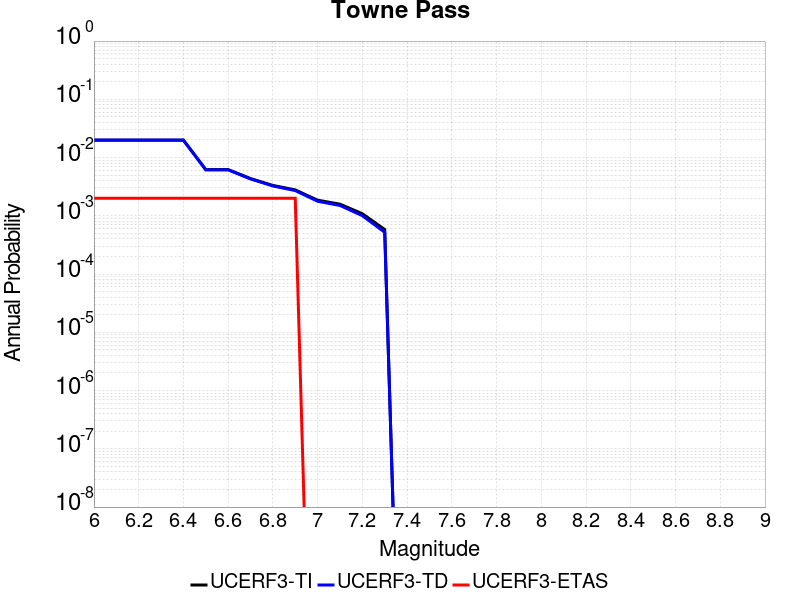 Towne Pass
10^0
10^-1
10^-2
10^-3
10^-4
10^-5
10^-6
10^-7
10^-8
Annual Probability
6 6.2 6.4 6.6 6.8 7 7.2 7.4 7.6 7.8 8 8.2 8.4 8.6 8.8 9
Magnitude
UCERF3-TI UCERF3-TD UCERF3-ETAS